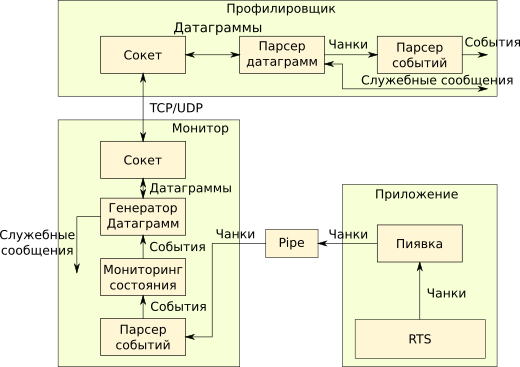 Профилировщик
Датаграммы
Сокет
Парсер
датаграмм
Чанки
Парсер
событий
События
Служебные сообщения
TCP/UDP
Монитор
Сокет
Датаграммы
Генератор
Датаграмм
Служебные
сообщения
События
Мониторинг
состояния
События
Парсер
событий
Чанки
Pipe
Чанки
Приложение
Пиявка
Чанки
RTS